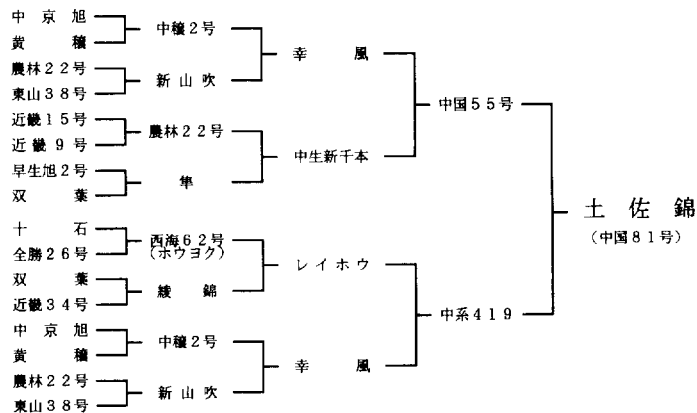 中京旭
黄穂
中穂2号
農林22号
新山吹
東山38号
幸風
近畿15号
農林22号
近畿9号
早生旭2号
隼
双葉
中生新千本
中国55号
十石
西海62号
(ホウヨク)
全勝26号
双葉
綾錦
近畿34号
レイホウ
中京旭
中穂2号
黄穂
農林22号
新山吹
東山38号
幸風
中系419
土佐錦
(中国81号)